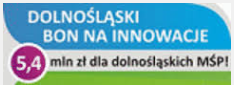 DOLNOŚLĄSKI
BON NA INNOWACJE
5,4 mln zł dla dolnośląskich MŚP!